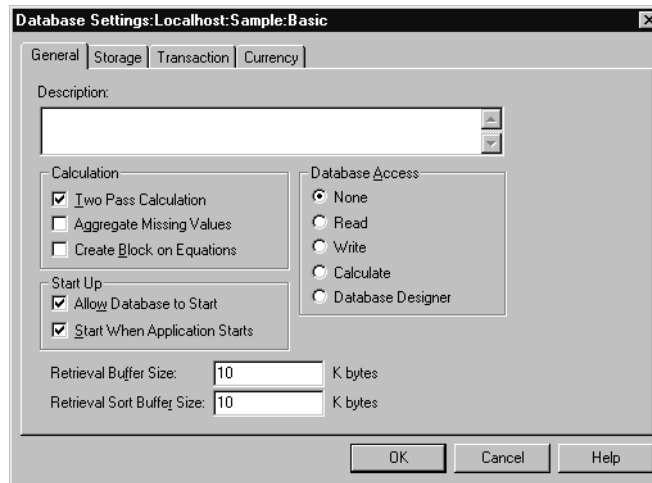 Database Settings:Localhost:Sample:Basic
General Storage Transaction Currency
Description:
Calculation
Two Pass Calculation
Aggregate Missing Values
Create Block on Equations
Database Access
None
Read
Write
Calculate
Database Designer
Start Up
Allow Database to Start
Start When Application Starts
Retrieval Buffer Size: 10 K bytes
Retrieval Sort Buffer Size: 10 K bytes
OK Cancel Help